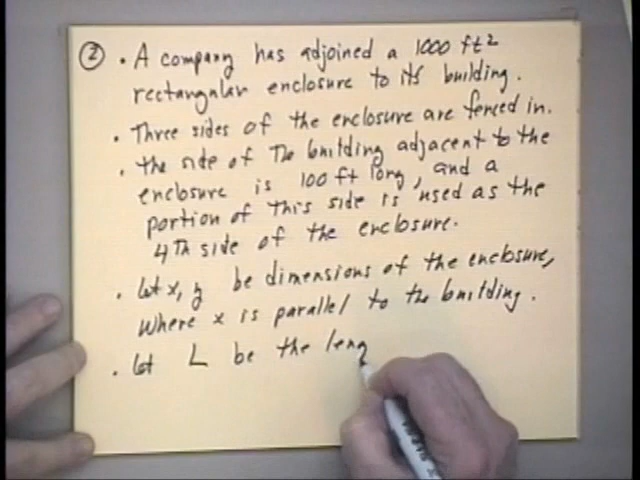 ② • A company has adjoined a 1000 ft²
rectangular enclosure to its building.
• Three sides of the enclosure are fenced in.
• The side of The building adjacent to the
enclosure is 100 ft long, and a
portion of this side is used as the
4Th side of the enclosure.
• let x, y be dimensions of the enclosure,
where x is parallel to the building.
• let L be the leng